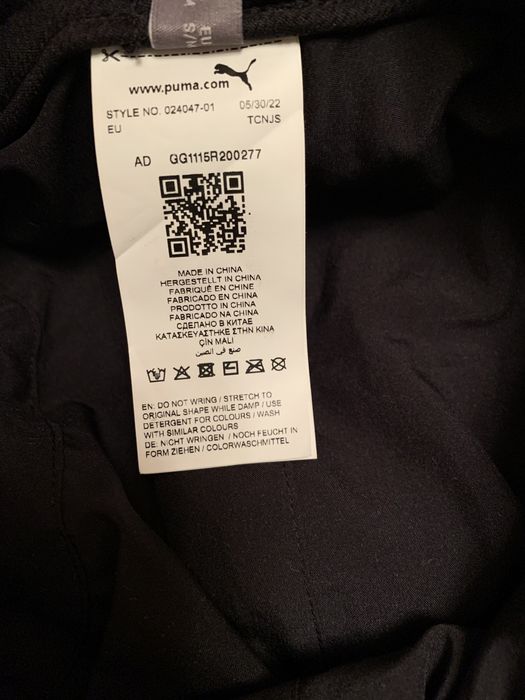 EU
S/
www.puma.com
STYLE NO. 024047-01 05/30/22
EU TCNJS
AD GG1115R200277
MADE IN CHINA
HERGESTELLT IN CHINA
FABRIQUÉ EN CHINE
FABRICADO EN CHINA
PRODOTTO IN CHINA
FABRICADO NA CHINA
СДЕЛАНО В КИТАЕ
ΚΑΤΑΣΚΕΥΑΣΤΗΚΕ ΣΤΗΝ ΚΙΝΑ
ÇİN MALI
صنع في الصين
EN: DO NOT WRING / STRETCH TO
ORIGINAL SHAPE WHILE DAMP / USE
DETERGENT FOR COLOURS / WASH
WITH SIMILAR COLOURS
DE: NICHT WRINGEN / NOCH FEUCHT IN
FORM ZIEHEN / COLORWASCHMITTEL